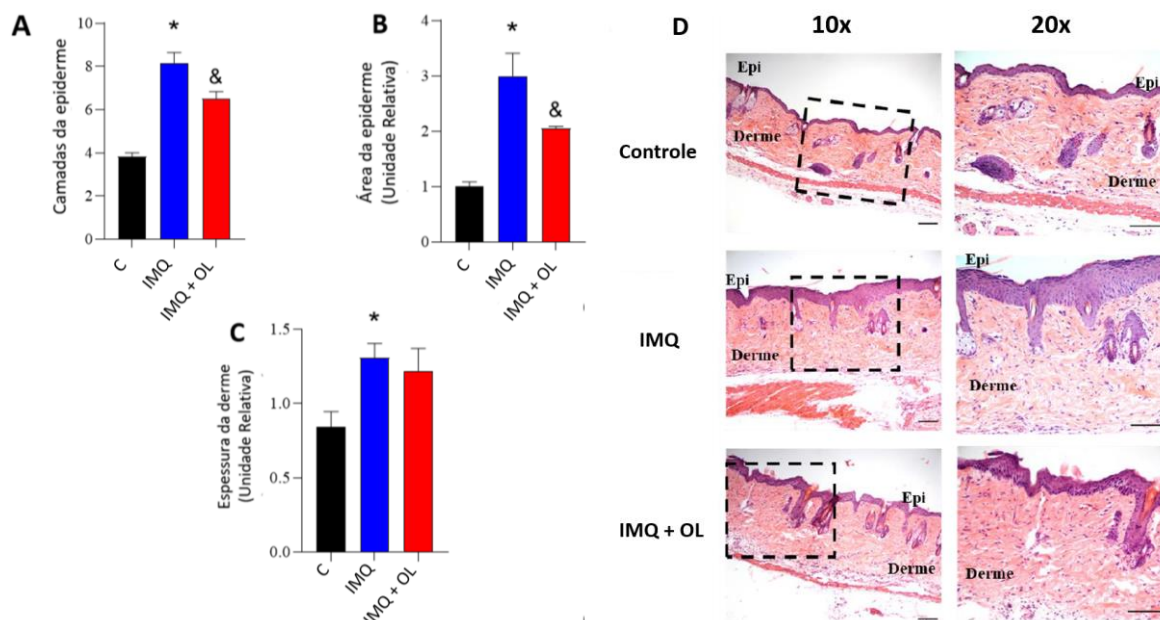 A
Camadas da epiderme
10
8
6
4
2
0
*
&
C
IMQ
IMQ + OL
B
Área da epiderme
(Unidade Relativa)
4
3
2
1
0
*
&
C
IMQ
IMQ + OL
C
Espessura da derme
(Unidade Relativa)
1.5
1.0
0.5
0.0
*
C
IMQ
IMQ + OL
D
10x
20x
Controle
Epi
Derme
Epi
Derme
IMQ
Epi
Derme
Epi
Derme
IMQ + OL
Epi
Derme
Epi
Derme